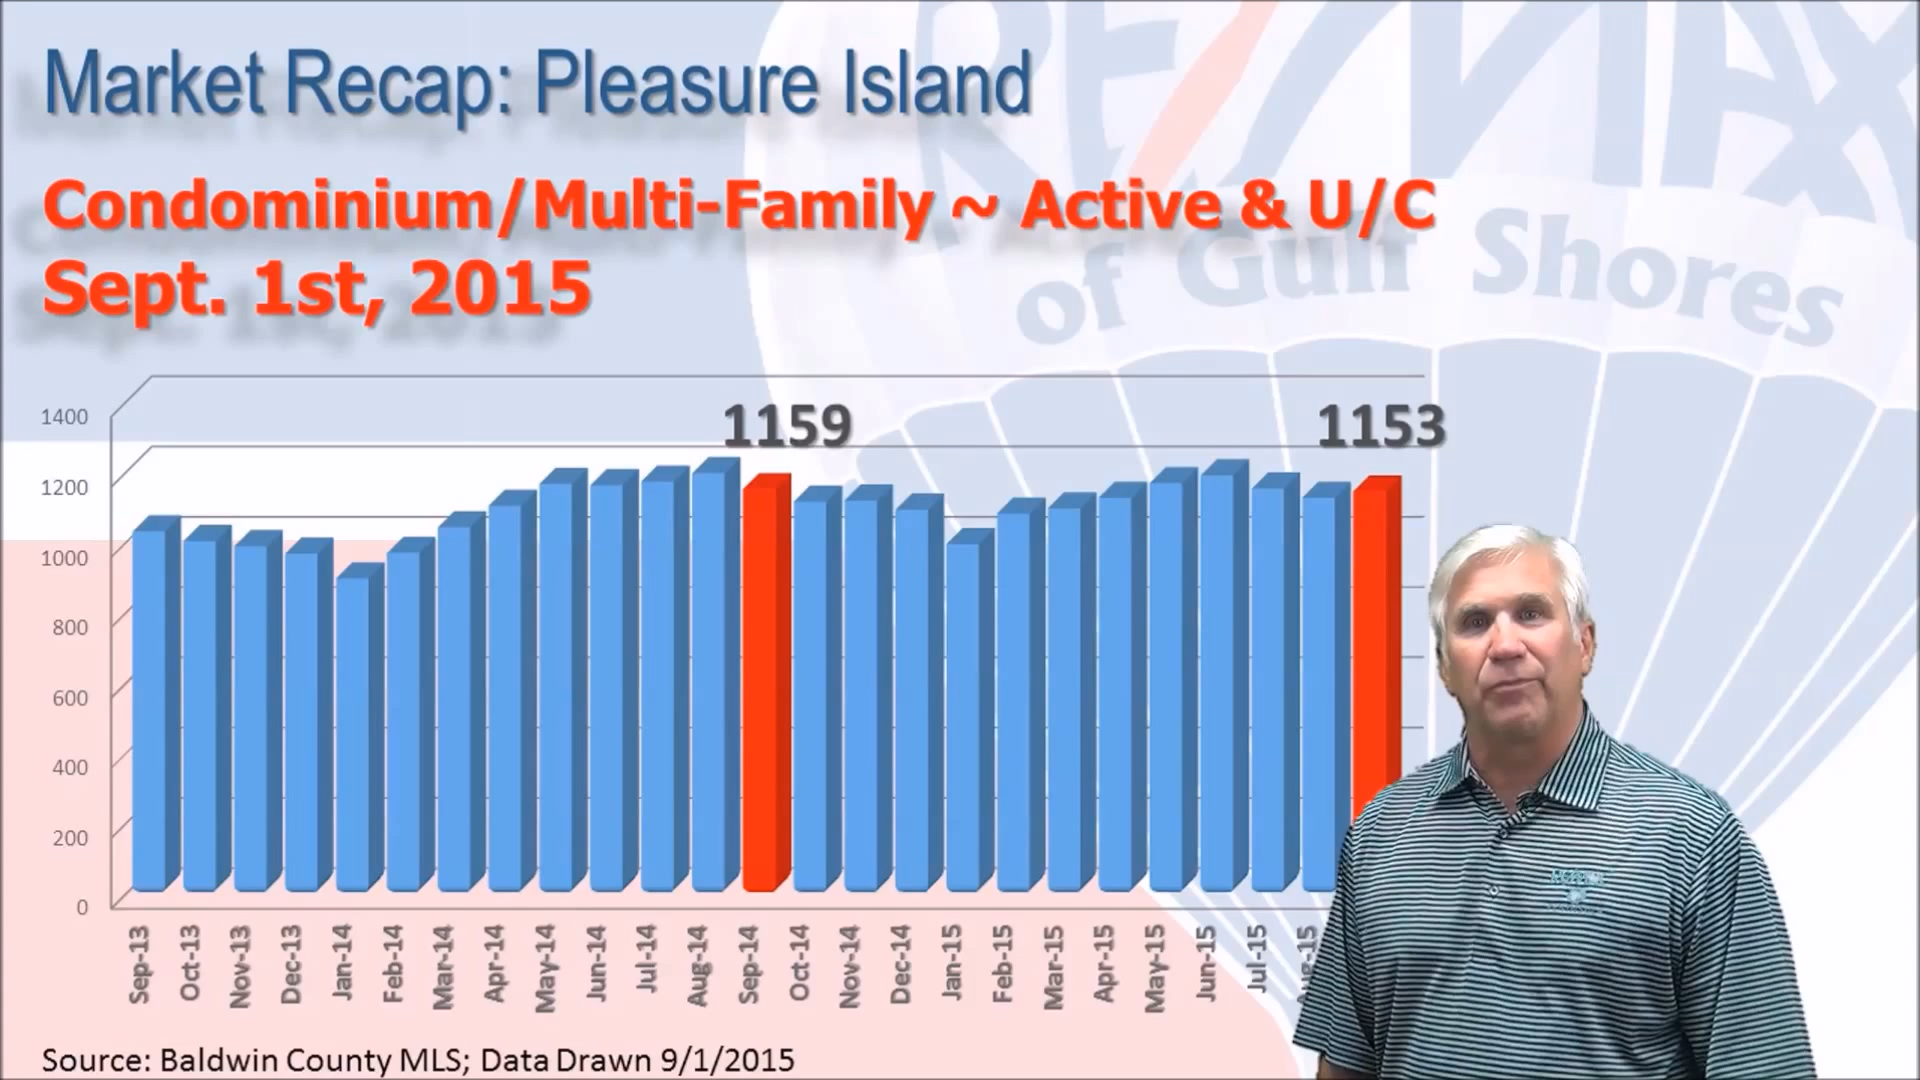 RE/MAX
of Gulf Shores
Market Recap: Pleasure Island
Condominium/Multi-Family ~ Active & U/C
Sept. 1st, 2015
1159
1153
1400
1200
1000
800
600
400
200
0
Sep-13
Oct-13
Nov-13
Dec-13
Jan-14
Feb-14
Mar-14
Apr-14
May-14
Jun-14
Jul-14
Aug-14
Sep-14
Oct-14
Nov-14
Dec-14
Jan-15
Feb-15
Mar-15
Apr-15
May-15
Jun-15
Jul-15
Aug-15
Source: Baldwin County MLS; Data Drawn 9/1/2015